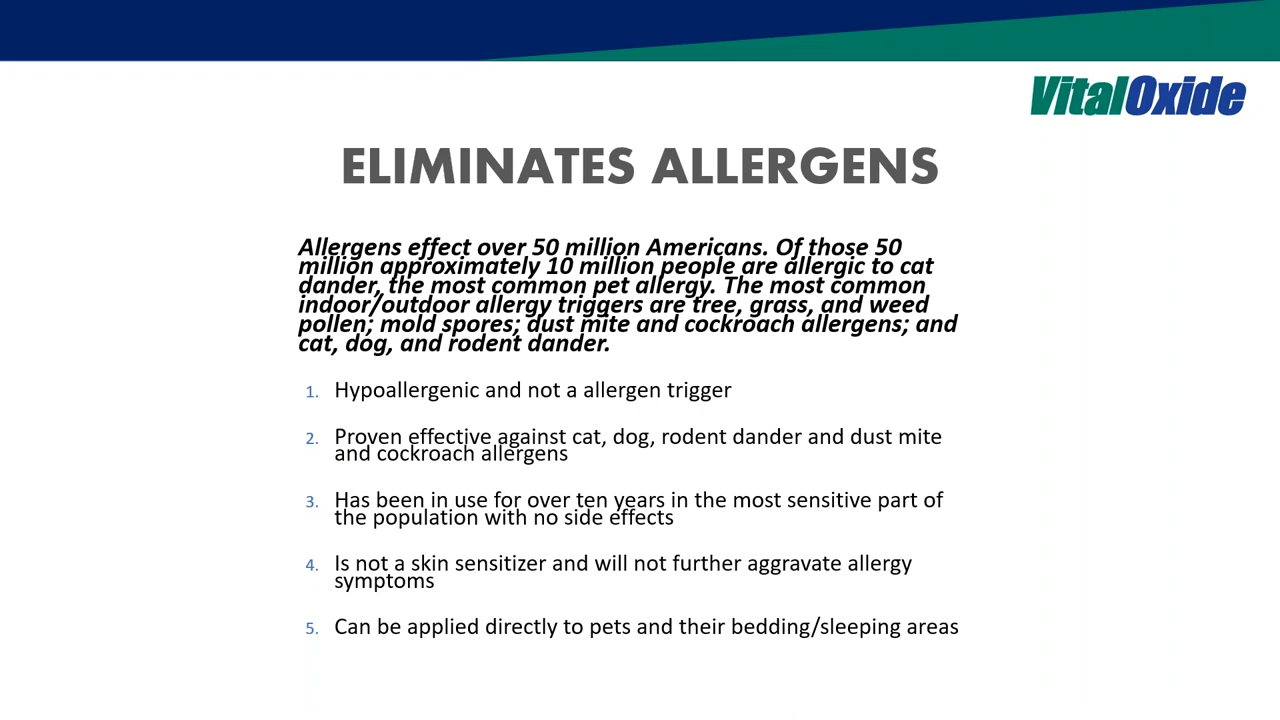 VitalOxide
ELIMINATES ALLERGENS
Allergens effect over 50 million Americans. Of those 50
million approximately 10 million people are allergic to cat
dander, the most common pet allergy. The most common
indoor/outdoor allergy triggers are tree, grass, and weed
pollen; mold spores; dust mite and cockroach allergens; and
cat, dog, and rodent dander.
1. Hypoallergenic and not a allergen trigger
2. Proven effective against cat, dog, rodent dander and dust mite
and cockroach allergens
3. Has been in use for over ten years in the most sensitive part of
the population with no side effects
4. Is not a skin sensitizer and will not further aggravate allergy
symptoms
5. Can be applied directly to pets and their bedding/sleeping areas